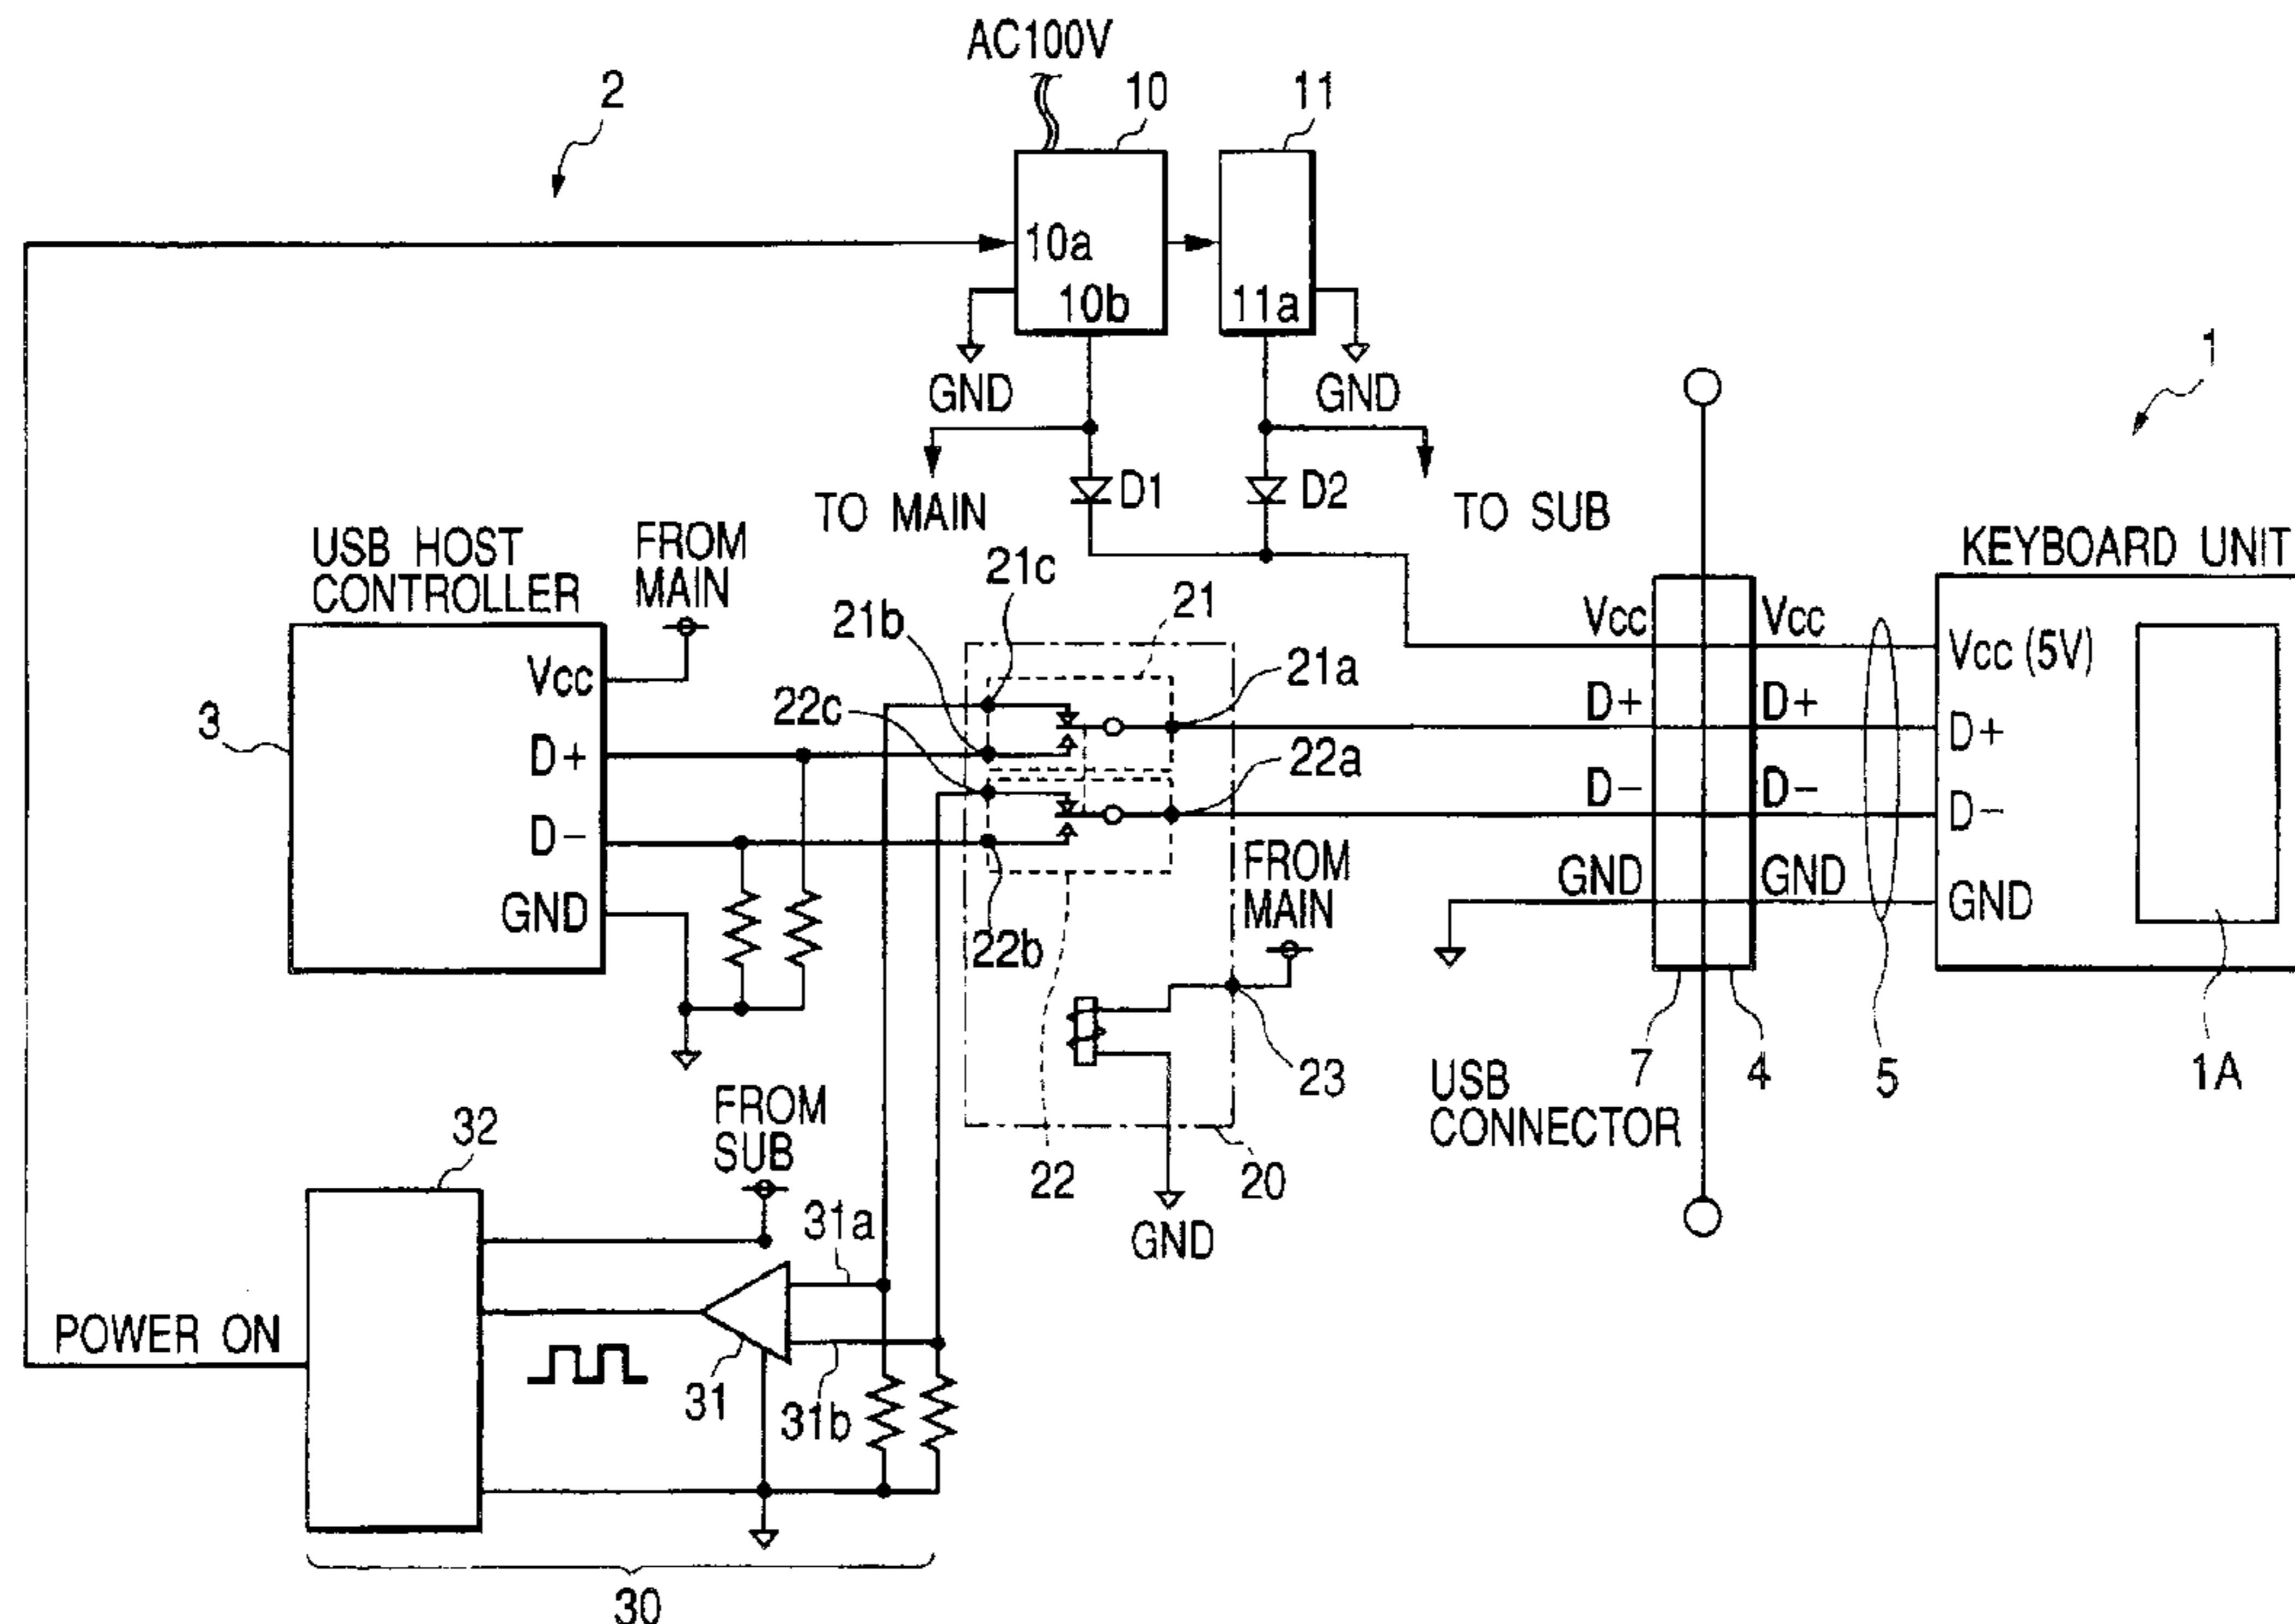 AC100V
2
10
11
10a
10b
11a
GND
GND
1
TO MAIN
D1
D2
TO SUB
USB HOST
CONTROLLER
FROM
MAIN
21c
21
21b
KEYBOARD UNIT
Vcc
Vcc
Vcc
Vcc (5V)
3
22c
21a
D+
D+
D+
D+
22a
D-
D-
D-
D-
FROM
MAIN
GND
GND
GND
GND
22b
23
7
4
5
1A
USB
CONNECTOR
FROM
SUB
32
22
20
GND
31a
POWER ON
31
31b
30